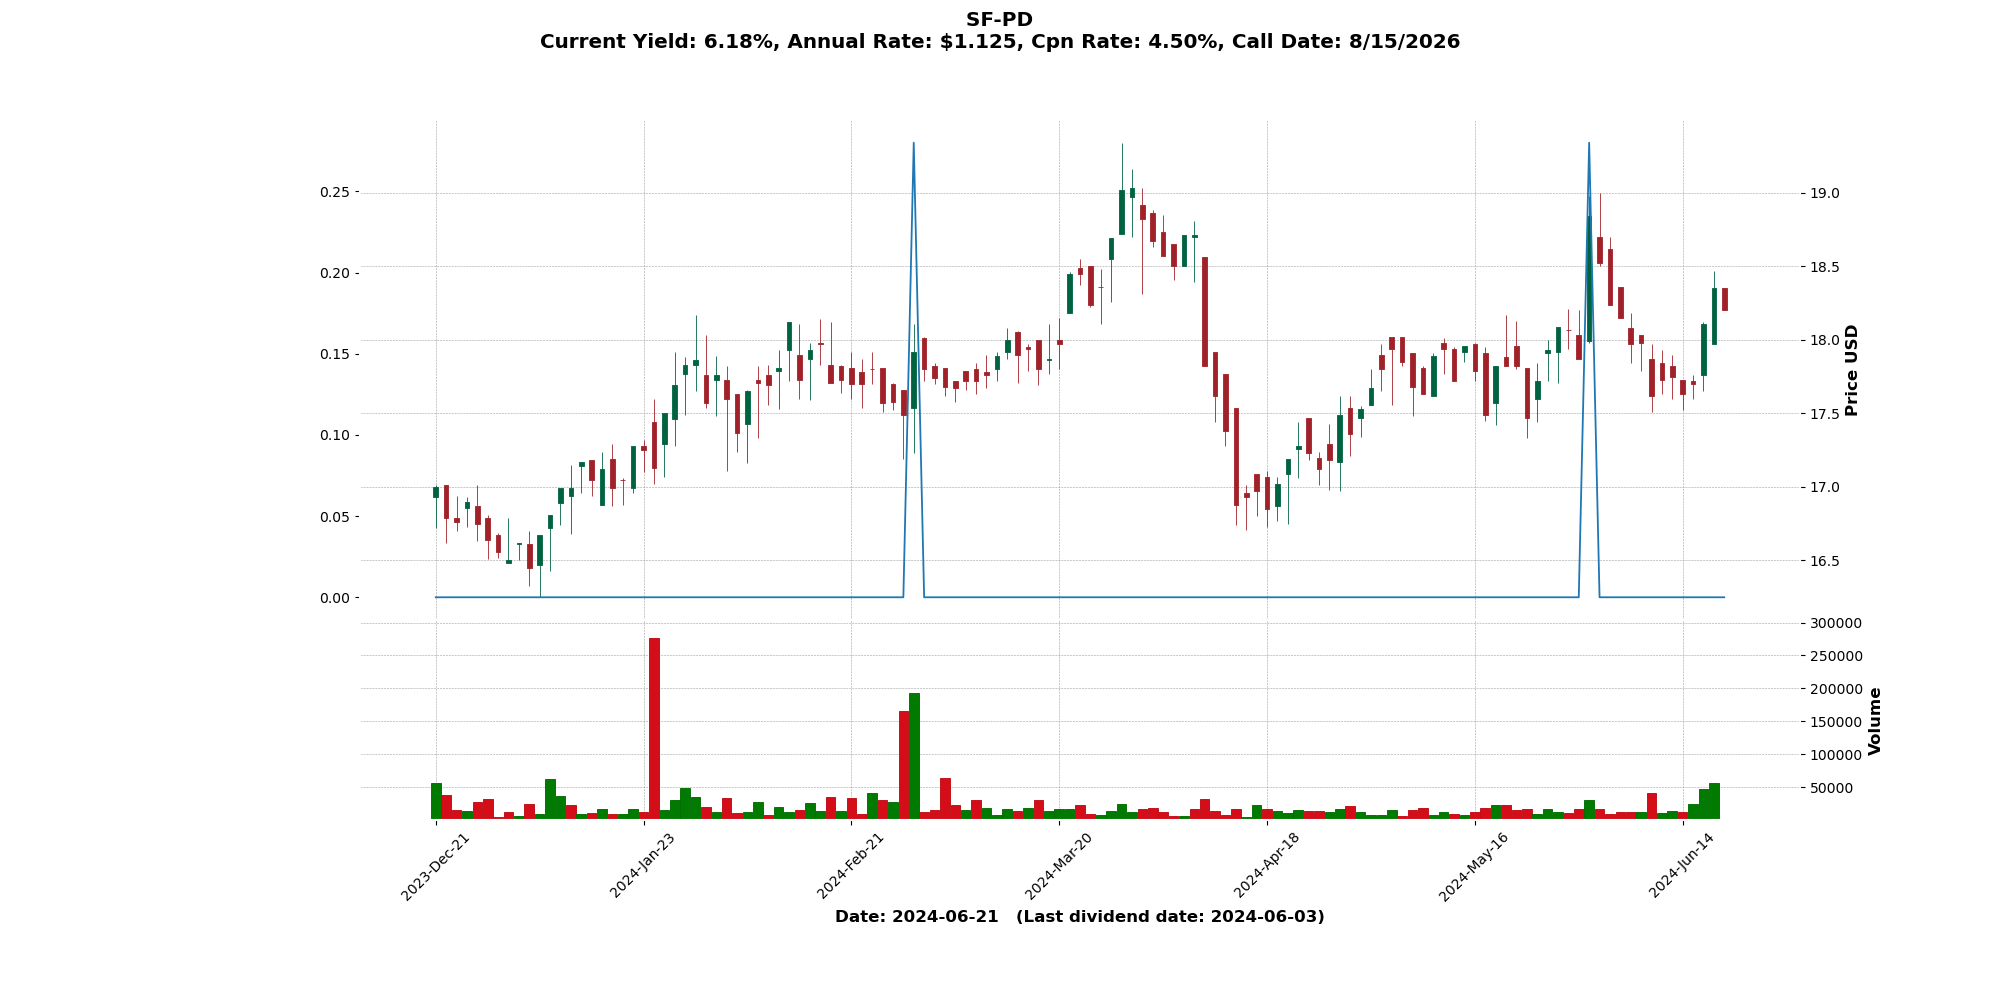 SF-PD
Current Yield: 6.18%, Annual Rate: $1.125, Cpn Rate: 4.50%, Call Date: 8/15/2026
0.25
0.20
0.15
0.10
0.05
0.00
19.0
18.5
18.0
17.5
17.0
16.5
Price USD
300000
250000
200000
150000
100000
50000
Volume
2023-Dec-21
2024-Jan-23
2024-Feb-21
2024-Mar-20
2024-Apr-18
2024-May-16
2024-Jun-14
Date: 2024-06-21 (Last dividend date: 2024-06-03)